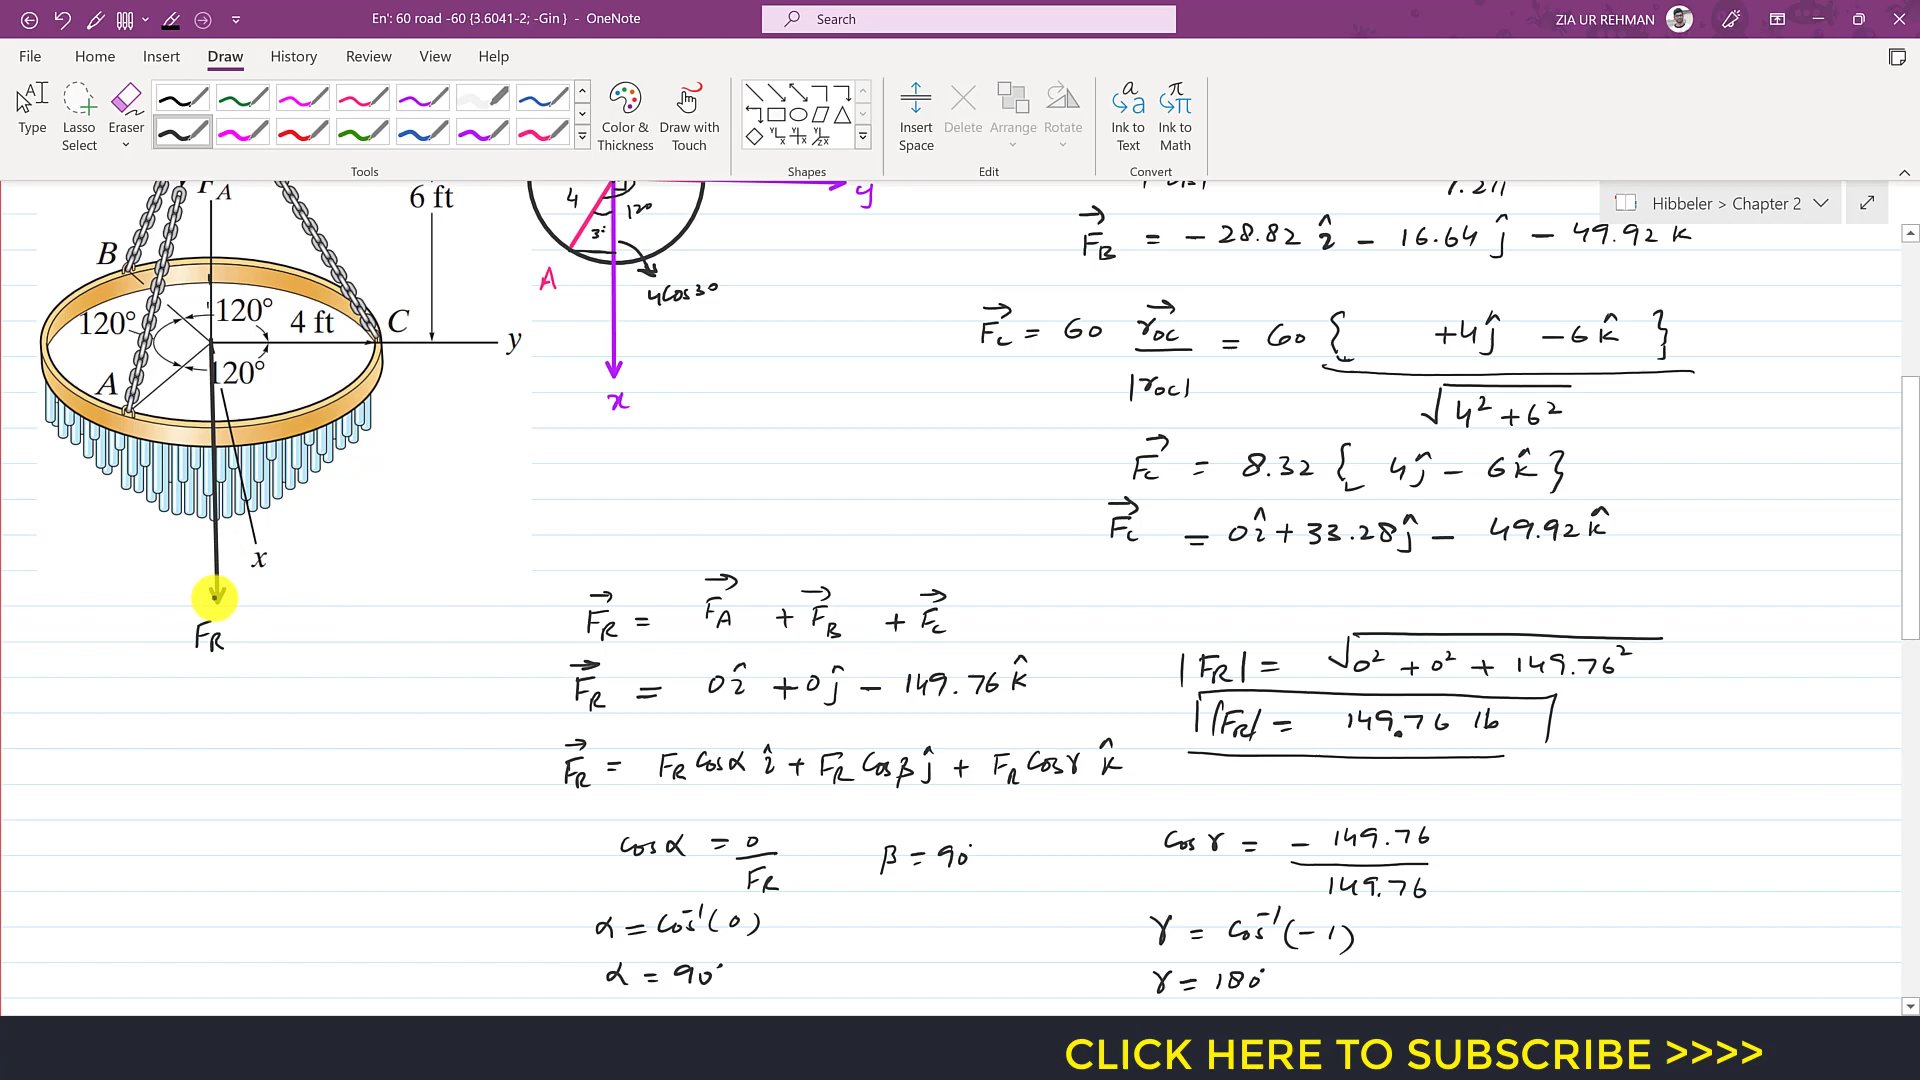 En': 60 road -60 {3.6041-2; -Gin } - OneNote
Search
ZIA UR REHMAN
File Home Insert Draw History Review View Help
Type
Lasso Select
Eraser
Color & Thickness
Draw with Touch
Insert Space
Delete
Arrange
Rotate
Ink to Text
Ink to Math
Tools
Shapes
Edit
Convert
Hibbeler > Chapter 2
6 ft
B
120°
120°
4 ft
C
y
120°
A
x
FR
4
120
A
4Cos30
y
x
FB = - 28.82 î - 16.64 ĵ - 49.92 k
Fc = 60 roc / |roc| = 60 { +4ĵ -6k̂ } / √4² + 6²
Fc = 8.32 { 4ĵ - 6k̂ }
Fc = 0î + 33.28ĵ - 49.92k̂
FR = FA + FB + Fc
FR = 0î + 0ĵ - 149.76 k̂
|FR| = √0² + 0² + 149.76²
|FR| = 149.76 lb
FR = FR Cosα î + FR Cosβ ĵ + FR Cosγ k̂
Cosα = 0 / FR
β = 90°
Cosγ = - 149.76 / 149.76
α = Cos⁻¹(0)
γ = Cos⁻¹(-1)
α = 90°
γ = 180°
CLICK HERE TO SUBSCRIBE >>>>